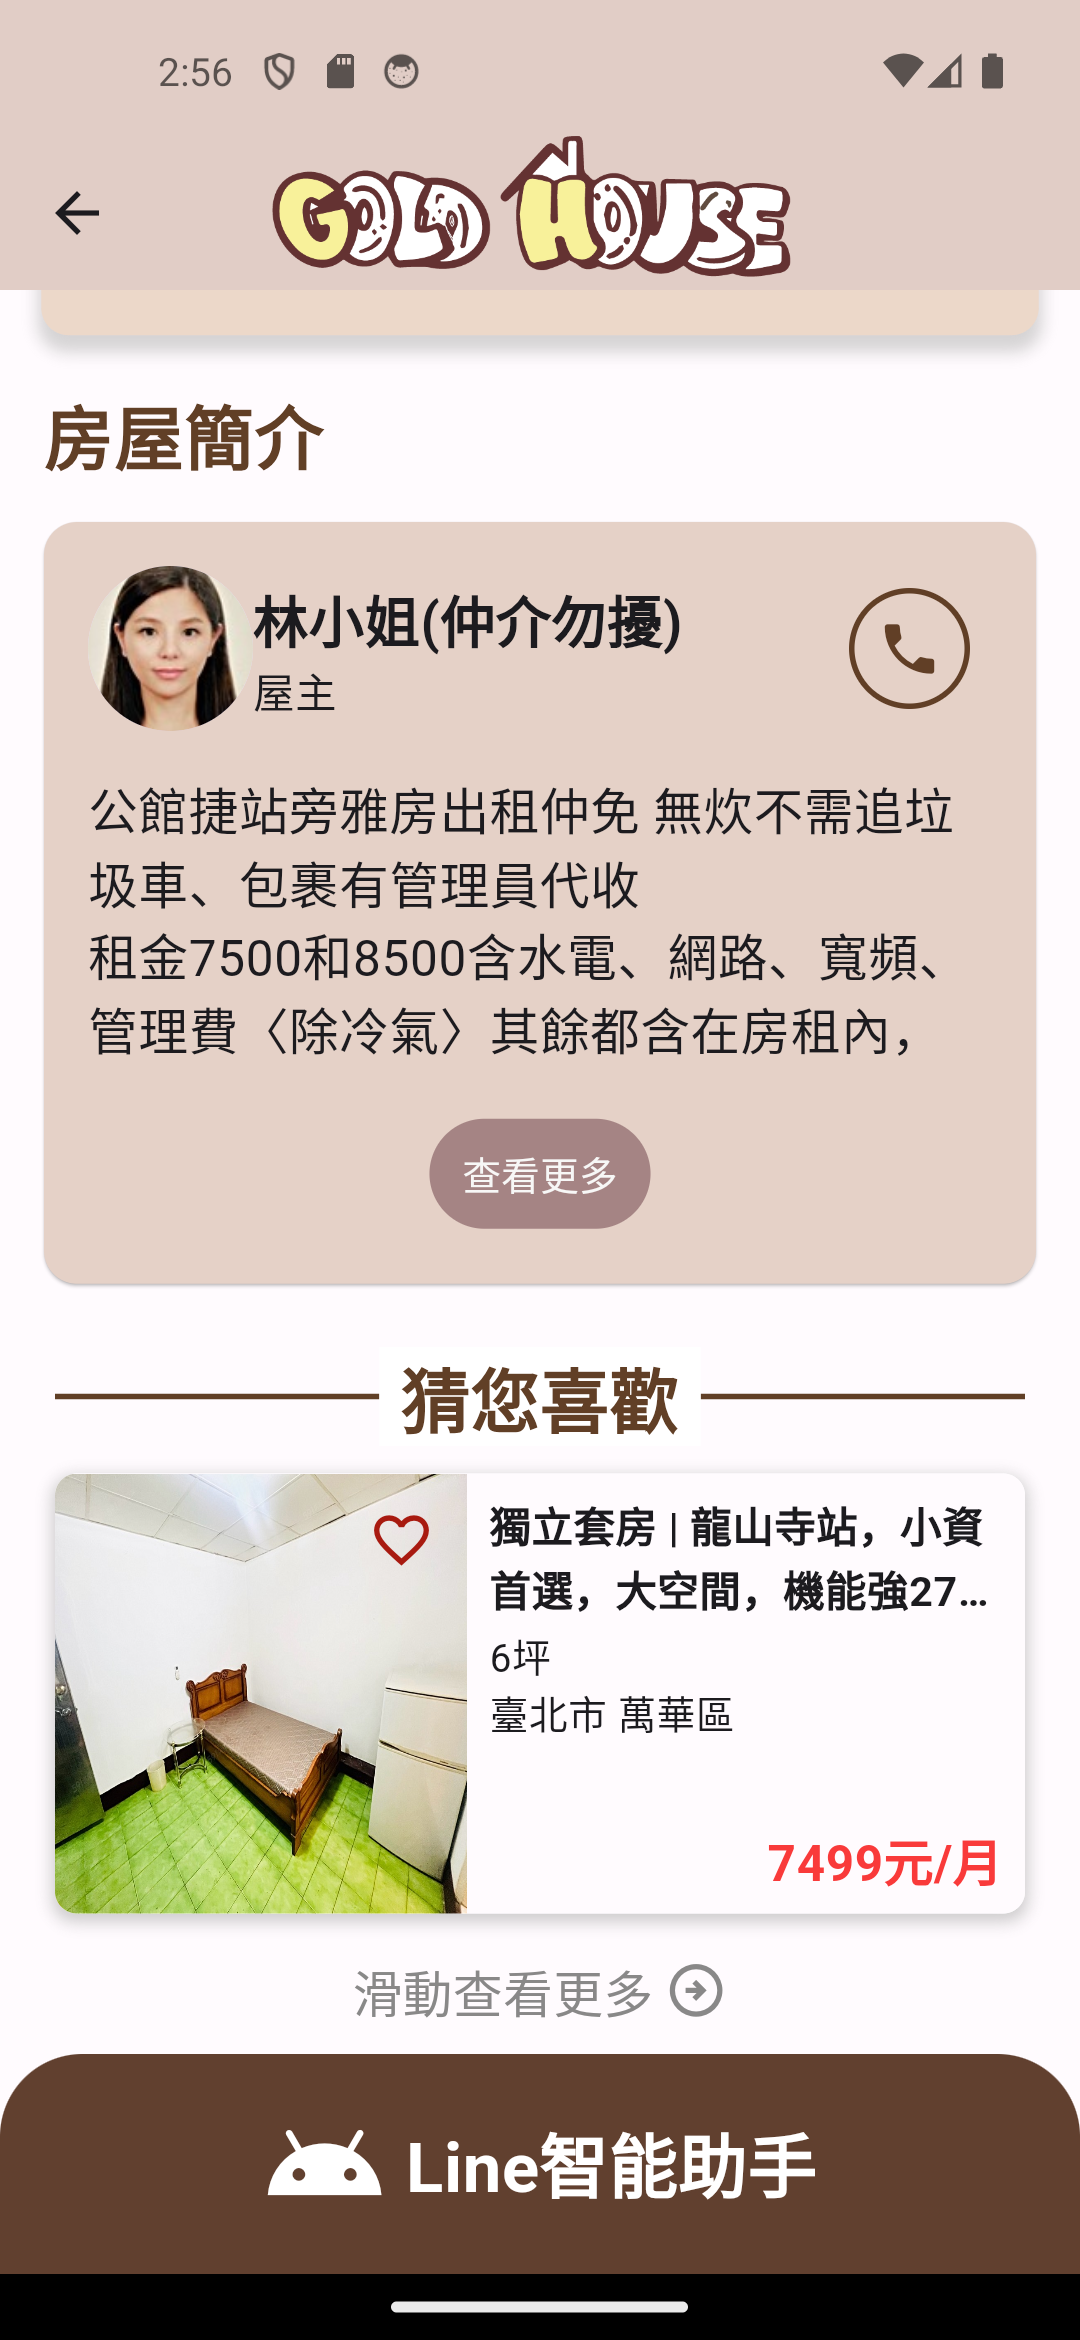 2:56
GOLD HOUSE
房屋簡介
林小姐(仲介勿擾)
屋主
公館捷站旁雅房出租仲免 無炊不需追垃
圾車、包裹有管理員代收
租金7500和8500含水電、網路、寬頻、
管理費〈除冷氣〉其餘都含在房租內，
查看更多
猜您喜歡
獨立套房 | 龍山寺站，小資
首選，大空間，機能強27...
6坪
臺北市 萬華區
7499元/月
滑動查看更多
Line智能助手